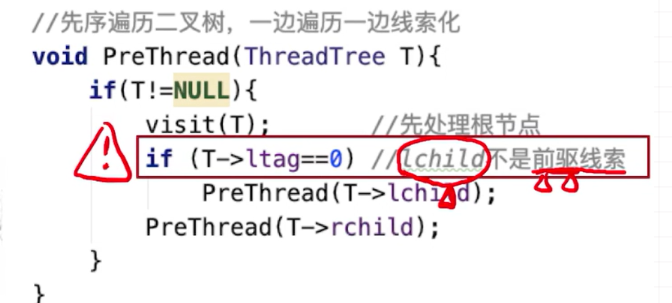 //先序遍历二叉树，一边遍历一边线索化
void PreThread(ThreadTree T){
if(T!=NULL){
visit(T); //先处理根节点
if (T->ltag==0) //lchild不是前驱线索
PreThread(T->lchild);
PreThread(T->rchild);
}
}